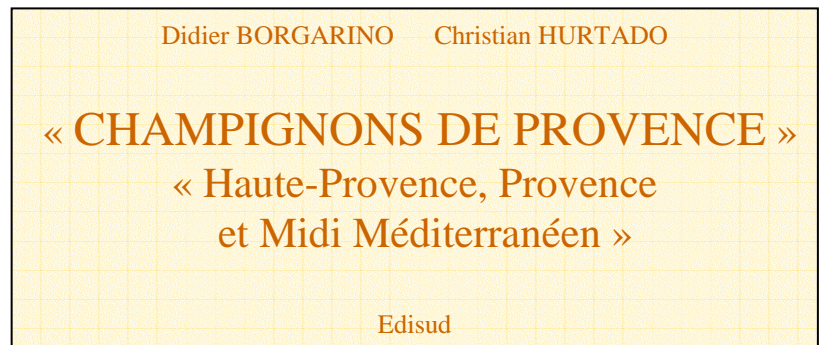 Didier BORGARINO Christian HURTADO
« CHAMPIGNONS DE PROVENCE »
« Haute-Provence, Provence
et Midi Méditerranéen »
Edisud